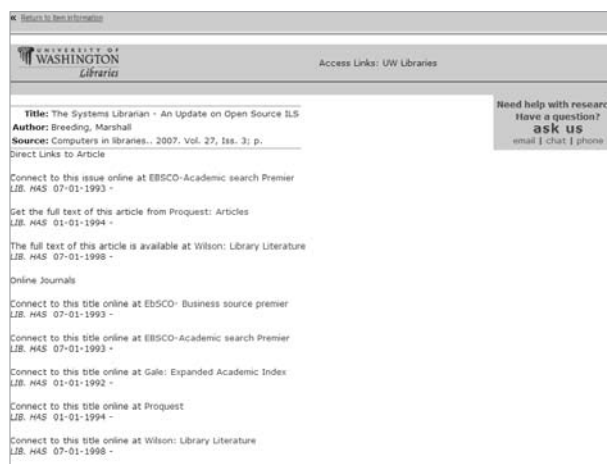 « Return to item information
UNIVERSITY OF
WASHINGTON
Libraries
Access Links: UW Libraries
Title: The Systems Librarian - An Update on Open Source ILS
Author: Breeding, Marshall
Source: Computers in libraries.. 2007. Vol. 27, Iss. 3; p.
Need help with researc
Have a question?
ask us
email | chat | phone
Direct Links to Article
Connect to this issue online at EBSCO-Academic search Premier
LIB. HAS 07-01-1993 -
Get the full text of this article from Proquest: Articles
LIB. HAS 01-01-1994 -
The full text of this article is available at Wilson: Library Literature
LIB. HAS 07-01-1998 -
Online Journals
Connect to this title online at EbSCO- Business source premier
LIB. HAS 07-01-1993 -
Connect to this title online at EBSCO-Academic search Premier
LIB. HAS 07-01-1993 -
Connect to this title online at Gale: Expanded Academic Index
LIB. HAS 01-01-1992 -
Connect to this title online at Proquest
LIB. HAS 01-01-1994 -
Connect to this title online at Wilson: Library Literature
LIB. HAS 07-01-1998 -